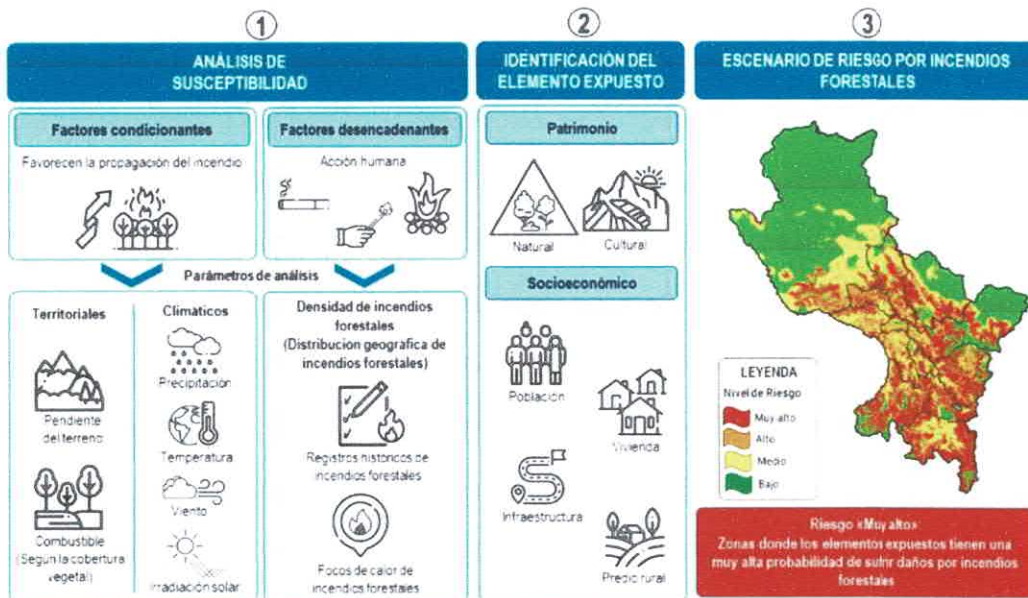 1
ANÁLISIS DE
SUSCEPTIBILIDAD
Factores condicionantes
Favorecen la propagación del incendio
Factores desencadenantes
Acción humana
Parámetros de análisis
Territoriales
Pendiente
del terreno
Combustible
(Según la cobertura
vegetal)
Climáticos
Precipitación
Temperatura
Viento
Irradiación solar
Densidad de incendios
forestales
(Distribución geográfica de
incendios forestales)
Registros históricos de
incendios forestales
Focos de calor de
incendios forestales
2
IDENTIFICACIÓN DEL
ELEMENTO EXPUESTO
Patrimonio
Natural
Cultural
Socioeconómico
Población
Vivienda
Infraestructura
Predio rural
3
ESCENARIO DE RIESGO POR INCENDIOS
FORESTALES
LEYENDA
Nivel de Riesgo
Muy alto
Alto
Medio
Bajo
Riesgo «Muy alto»
Zonas donde los elementos expuestos tienen una
muy alta probabilidad de sufrir daños por incendios
forestales